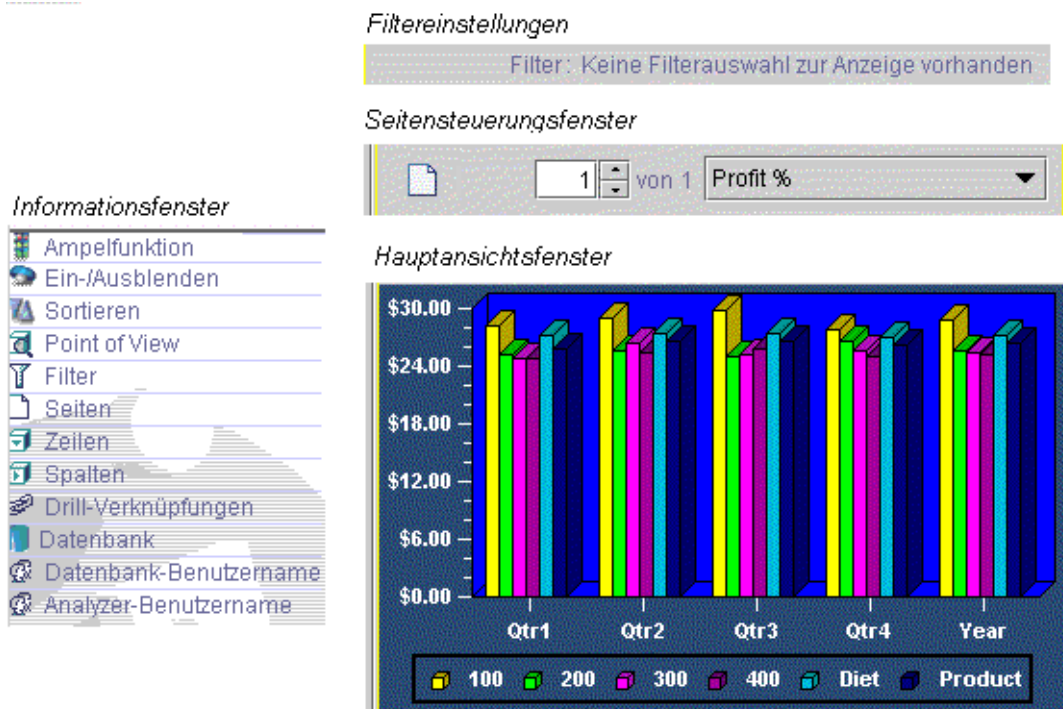 Filtereinstellungen
Filter: Keine Filterauswahl zur Anzeige vorhanden
Seitensteuerungsfenster
1 von 1 Profit %
Informationsfenster
Ampelfunktion
Ein-/Ausblenden
Sortieren
Point of View
Filter
Seiten
Zeilen
Spalten
Drill-Verknüpfungen
Datenbank
Datenbank-Benutzername
Analyzer-Benutzername
Hauptansichtsfenster
$30.00
$24.00
$18.00
$12.00
$6.00
$0.00
Qtr1 Qtr2 Qtr3 Qtr4 Year
100 200 300 400 Diet Product